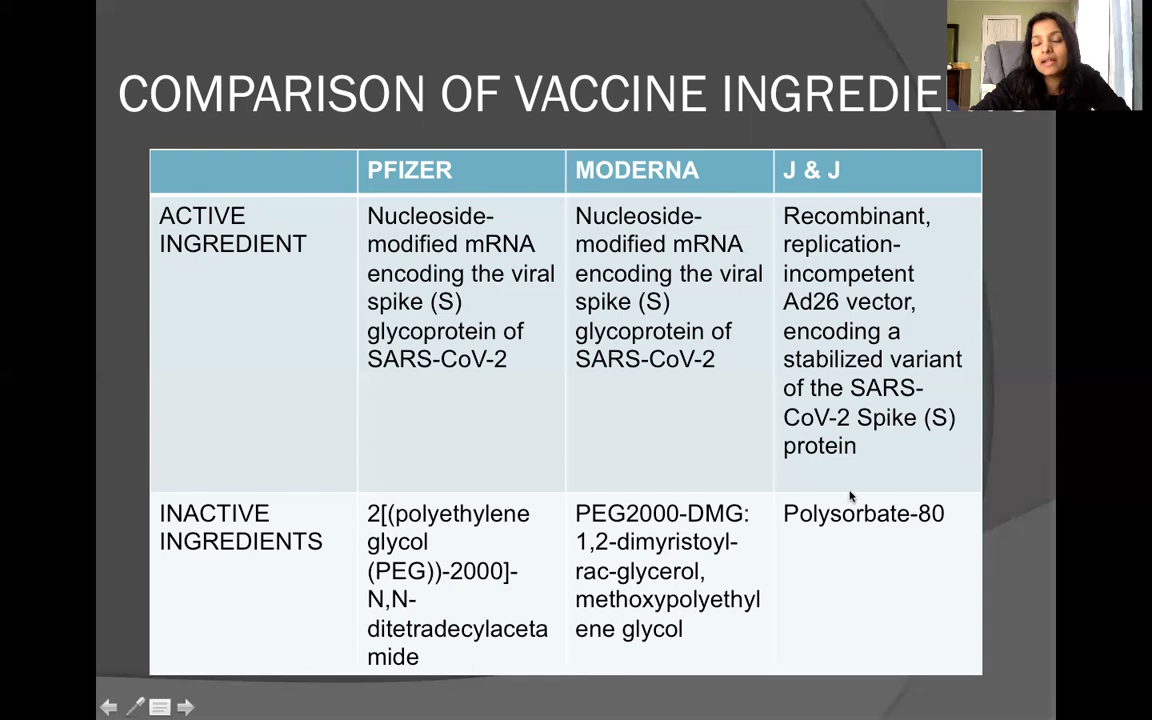 COMPARISON OF VACCINE
PFIZER
MODERNA
J & J
ACTIVE
INGREDIENT
Nucleoside-
modified mRNA
encoding the viral
spike (S)
glycoprotein of
SARS-CoV-2
Nucleoside-
modified mRNA
encoding the viral
spike (S)
glycoprotein of
SARS-CoV-2
Recombinant,
replication-
incompetent
Ad26 vector,
encoding a
stabilized variant
of the SARS-
CoV-2 Spike (S)
protein
INACTIVE
INGREDIENTS
2[(polyethylene
glycol
(PEG))-2000]-
N,N-
ditetradecylaceta
mide
PEG2000-DMG:
1,2-dimyristoyl-
rac-glycerol,
methoxypolyethyl
ene glycol
Polysorbate-80